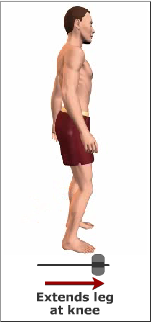 Extends leg
at knee